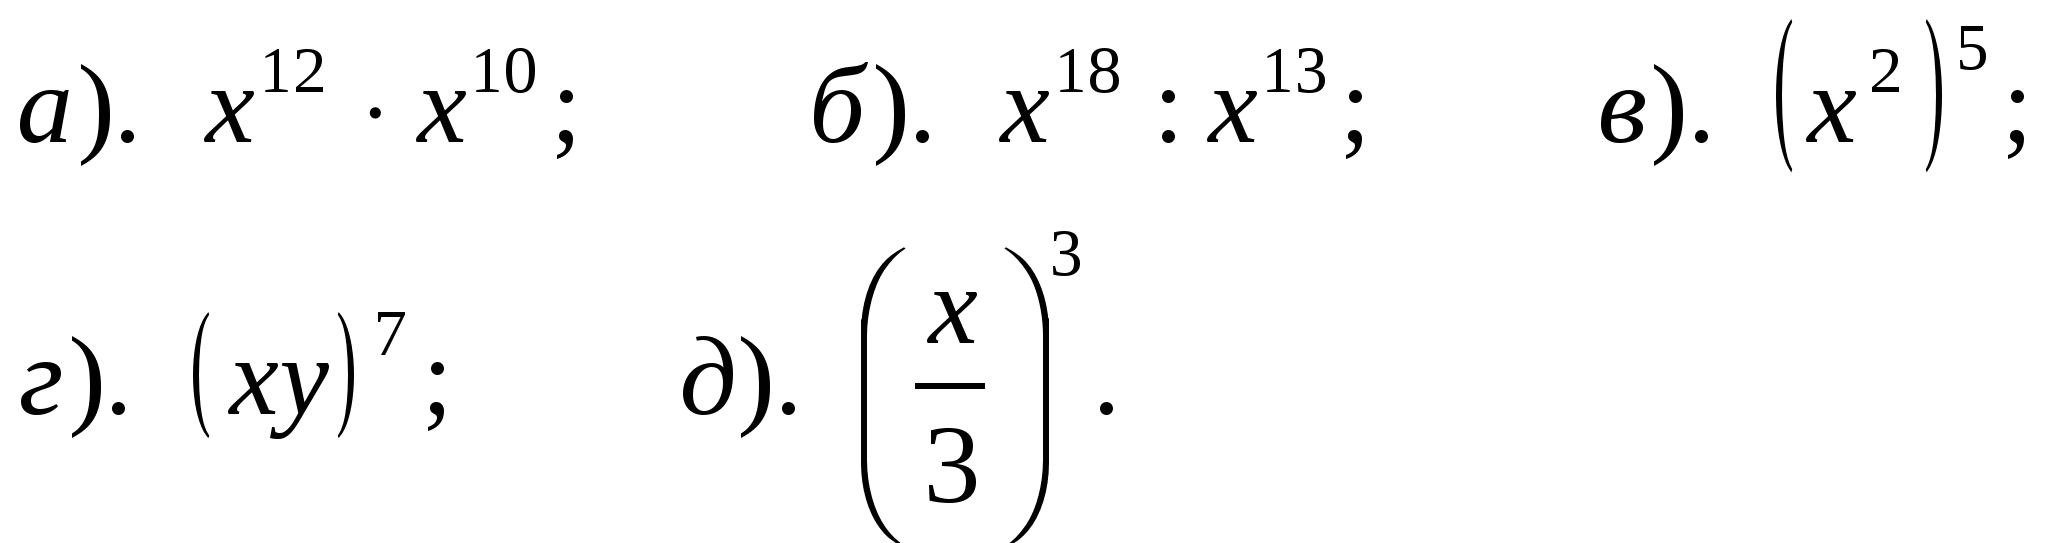 а). x¹² · x¹⁰; б). x¹⁸ : x¹³; в). (x²)⁵;
г). (xy)⁷; д). (x/3)³.